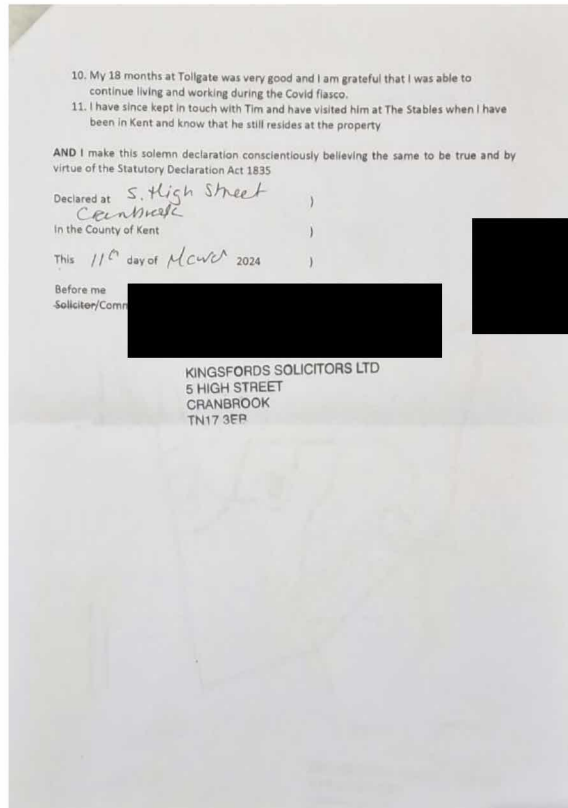 10. My 18 months at Tollgate was very good and I am grateful that I was able to
continue living and working during the Covid fiasco.
11. I have since kept in touch with Tim and have visited him at The Stables when I have
been in Kent and know that he still resides at the property
AND I make this solemn declaration conscientiously believing the same to be true and by
virtue of the Statutory Declaration Act 1835
Declared at 5, High Street )
Cranbrook
In the County of Kent )
This 11th day of March 2024 )
Before me
Solicitor/Comm
KINGSFORDS SOLICITORS LTD
5 HIGH STREET
CRANBROOK
TN17 3EB